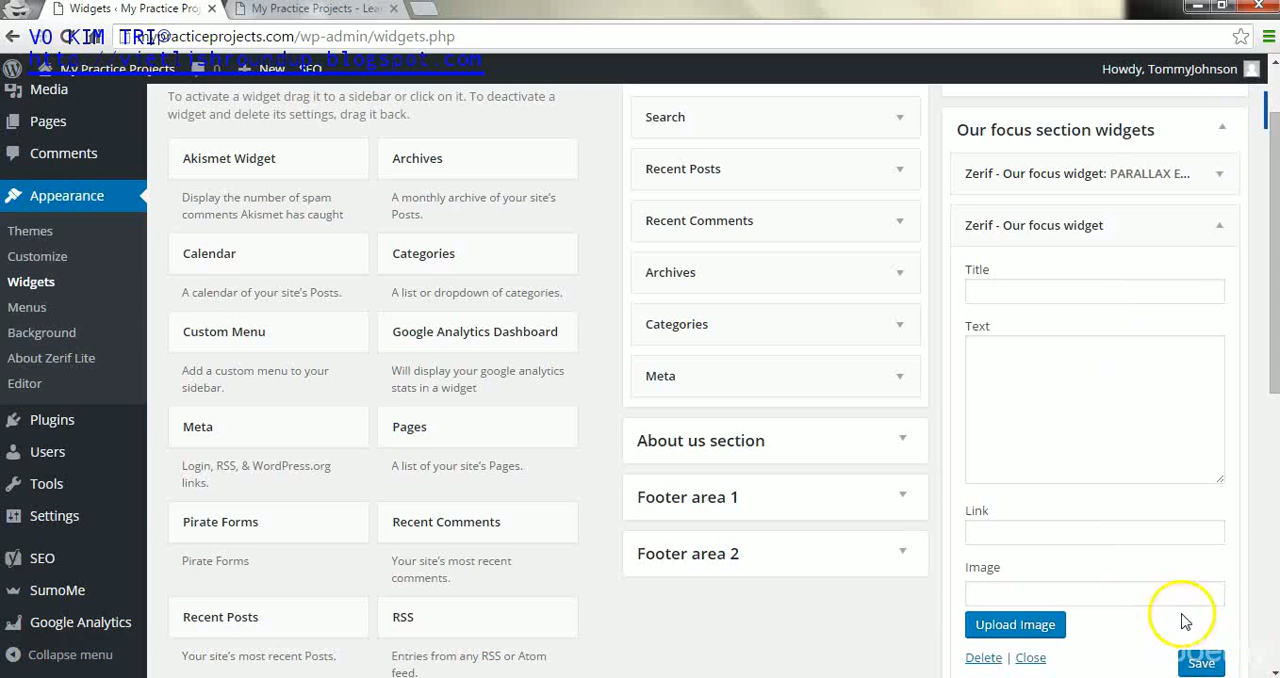 Widgets ‹ My Practice Proj
My Practice Projects - Lea
VO KIM TRI@
practiceprojects.com/wp-admin/widgets.php
http://vietlishroundup.blogspot.com
My Practice Projects
New
SEO
Howdy, TommyJohnson
Media
Pages
Comments
Appearance
Themes
Customize
Widgets
Menus
Background
About Zerif Lite
Editor
Plugins
Users
Tools
Settings
SEO
SumoMe
Google Analytics
Collapse menu
To activate a widget drag it to a sidebar or click on it. To deactivate a
widget and delete its settings, drag it back.
Akismet Widget
Display the number of spam
comments Akismet has caught
Archives
A monthly archive of your site's
Posts.
Calendar
A calendar of your site's Posts.
Categories
A list or dropdown of categories.
Custom Menu
Add a custom menu to your
sidebar.
Google Analytics Dashboard
Will display your google analytics
stats in a widget
Meta
Login, RSS, & WordPress.org
links.
Pages
A list of your site's Pages.
Pirate Forms
Pirate Forms
Recent Comments
Your site's most recent
comments.
Recent Posts
Your site's most recent Posts.
RSS
Entries from any RSS or Atom
feed.
Search
Recent Posts
Recent Comments
Archives
Categories
Meta
About us section
Footer area 1
Footer area 2
Our focus section widgets
Zerif - Our focus widget: PARALLAX E...
Zerif - Our focus widget
Title
Text
Link
Image
Upload Image
Delete | Close
Save